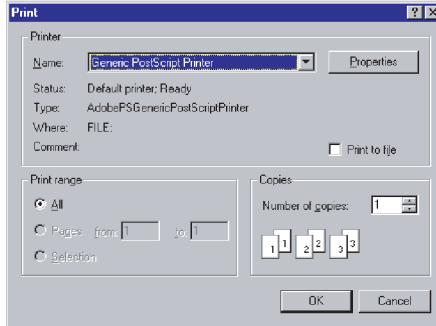 Print
Printer
Name: Generic PostScript Printer Properties
Status: Default printer; Ready
Type: AdobePSGenericPostScriptPrinter
Where: FILE:
Comment: Print to file
Print range
All
Pages from: 1 to: 1
Selection
Copies
Number of copies: 1
1 1 2 2 3 3
OK Cancel